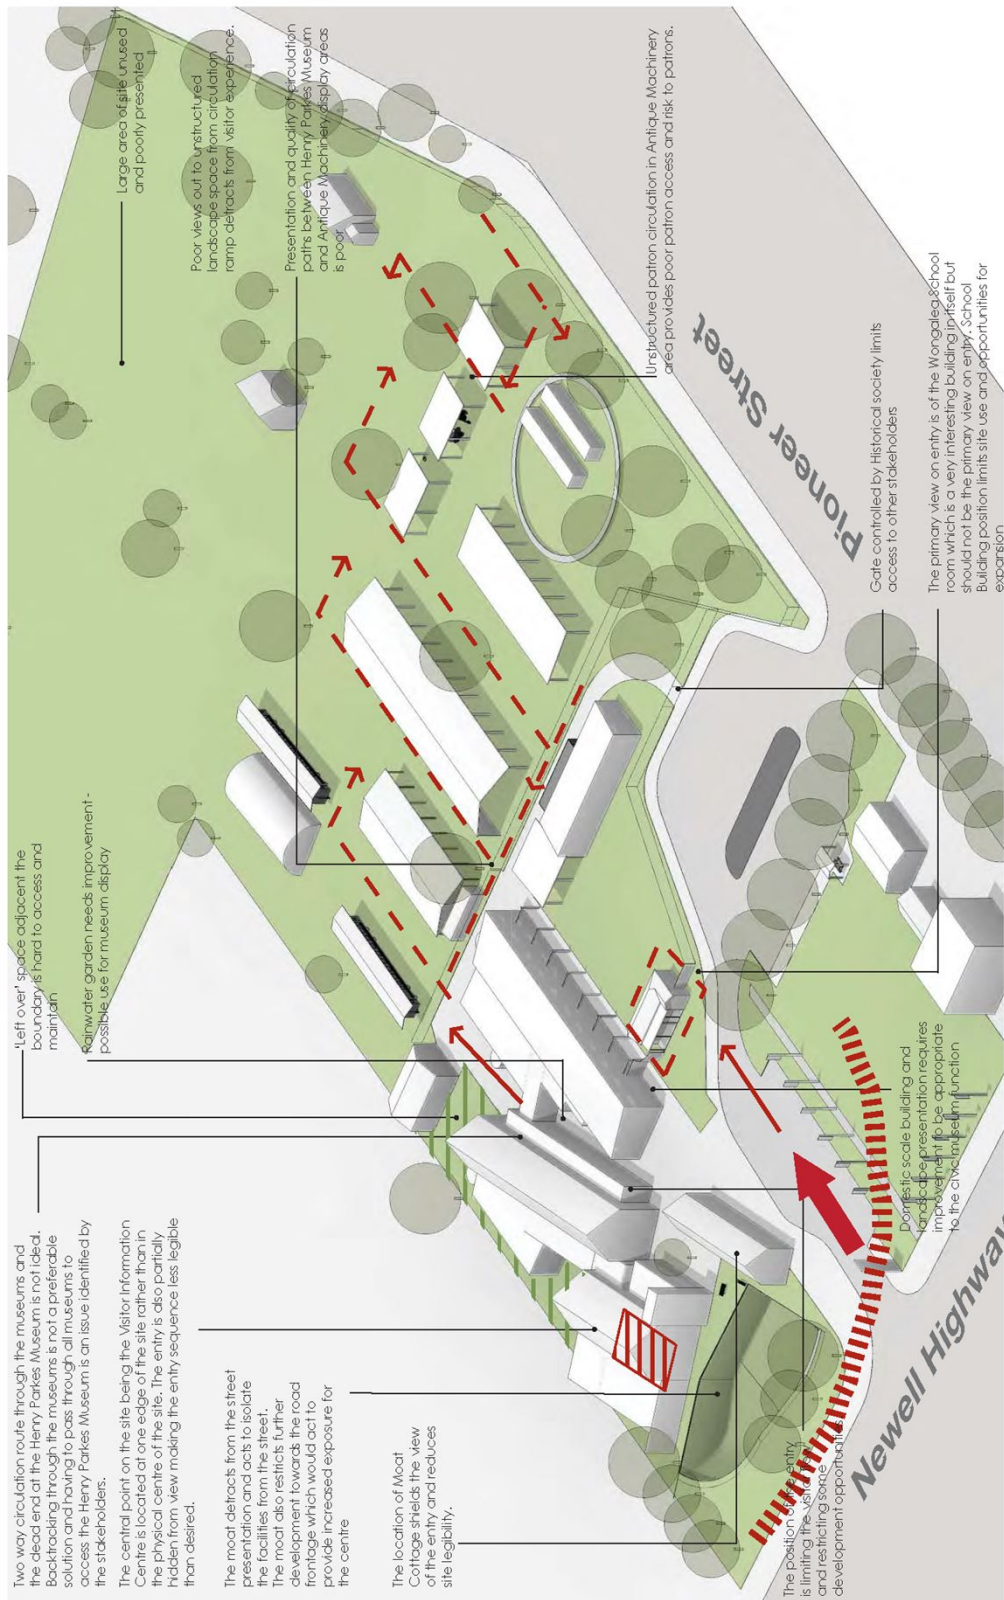 Two way circulation route through the museums and
the dead end at the Henry Parkes Museum is not ideal.
Backtracking through the museums is not a preferable
solution and having to pass through all museums to
access the Henry Parkes Museum is an issue identified by
the stakeholders.
The central point on the site being the Visitor Information
Centre is located at one edge of the site rather than in
the physical centre of the site. The entry is also partially
hidden from view making the entry sequence less legible
than desired.
The moat detracts from the street
presentation and acts to isolate
the facilities from the street.
The moat also restricts further
development towards the road
frontage which would act to
provide increased exposure for
the centre
The location of Moat
Cottage shields the view
of the entry and reduces
site legibility.
'Left over' space adjacent the
boundary is hard to access and
maintain
Rainwater garden needs improvement -
possible use for museum display
Large area of site unused
and poorly presented
Poor views out to unstructured
landscape space from circulation
ramp detracts from visitor experience.
Presentation and quality of circulation
paths between Henry Parkes Museum
and Antique Machinery display areas
is poor
Unstructured patron circulation in Antique Machinery
area provides poor patron access and risk to patrons.
Pioneer Street
Gate controlled by Historical society limits
access to other stakeholders
The primary view on entry is of the Wongalea School
room which is a very interesting building in itself but
should not be the primary view on entry. School
Building position limits site use and opportunities for
expansion
Domestic scale building and
landscape presentation requires
improvement to be appropriate
to the civic museum function
The position of the entry
is limiting the visitor
and restricting some
development opportunities
Newell Highway